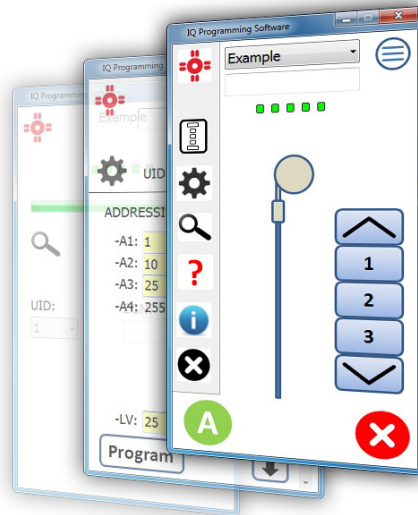 IQ Programming Software
Example
1
2
3
?
i
A
IQ Programming
Example
UID
ADDRESSI
-A1: 1
-A2: 10
-A3: 25
-A4: 255
-LV: 25
Program
IQ Programm
UID:
1